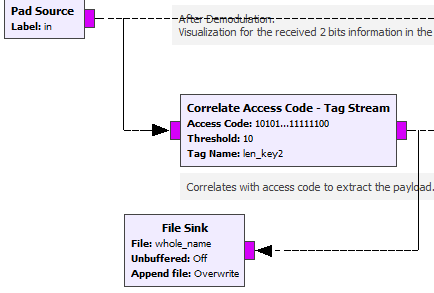 Pad Source
Label: in
After Demodulation.
Visualization for the received 2 bits information in the
Correlate Access Code - Tag Stream
Access Code: 10101...11111100
Threshold: 10
Tag Name: len_key2
Correlates with access code to extract the payload.
File Sink
File: whole_name
Unbuffered: Off
Append file: Overwrite